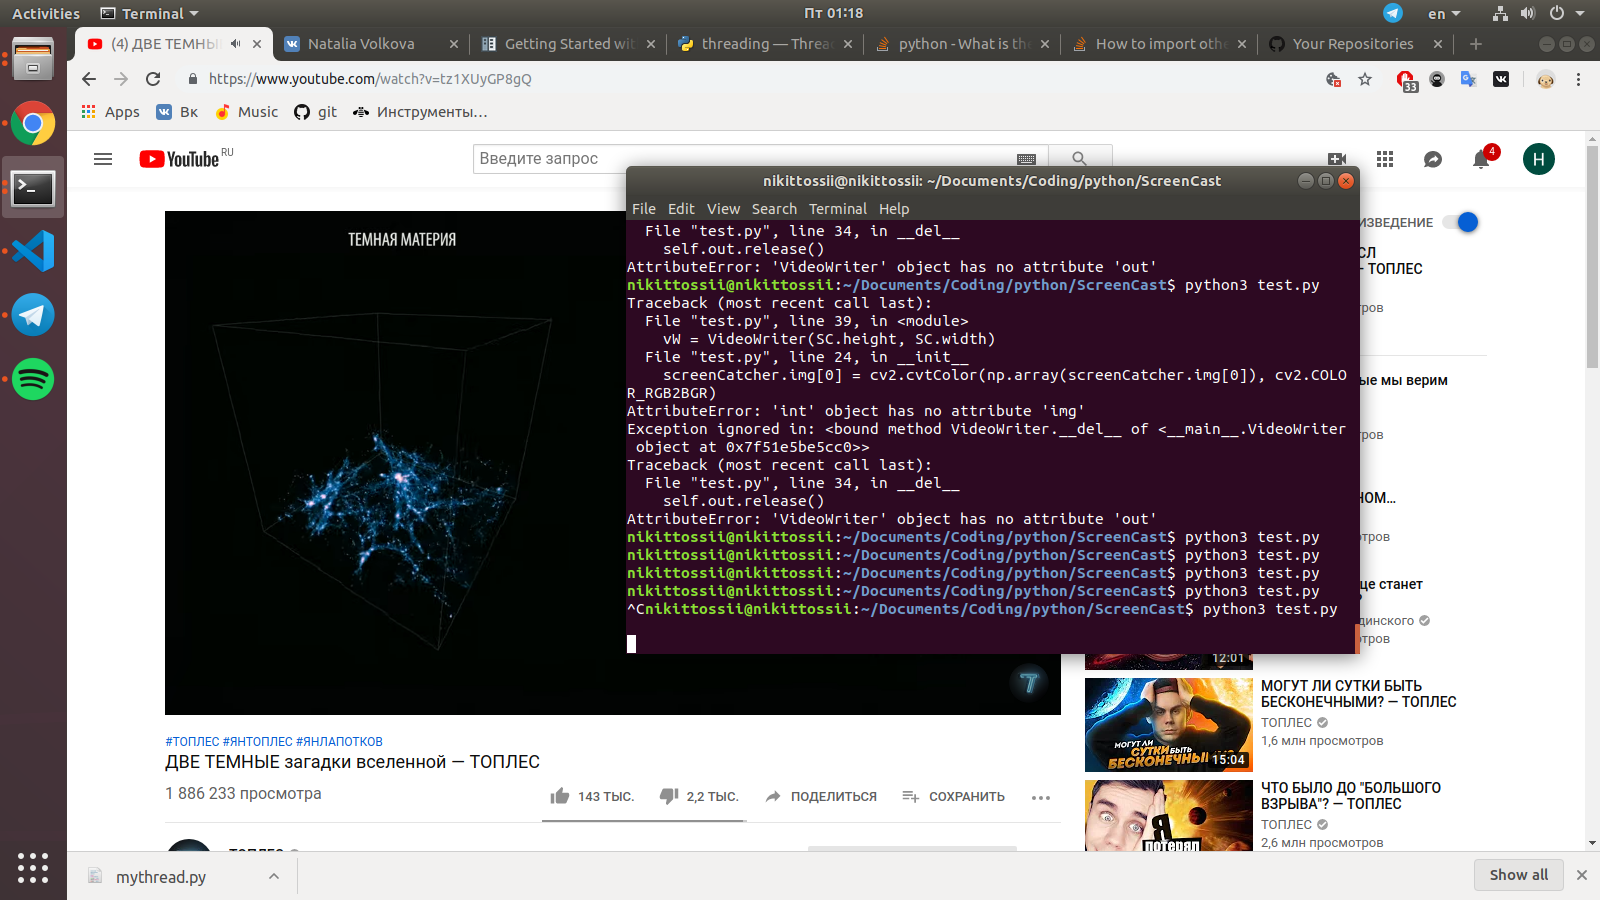 Activities
Terminal
Пт 01:18
en
(4) ДВЕ ТЕМНЫ
Natalia Volkova
Getting Started wit
threading — Threa
python - What is the
How to import othe
Your Repositories
https://www.youtube.com/watch?v=tz1XUyGP8gQ
33
Apps
Вк
Music
git
Инструменты…
YouTube RU
Введите запрос
4
Н
ТЕМНАЯ МАТЕРИЯ
nikittossii@nikittossii: ~/Documents/Coding/python/ScreenCast
File Edit View Search Terminal Help
File "test.py", line 34, in __del__
self.out.release()
AttributeError: 'VideoWriter' object has no attribute 'out'
nikittossii@nikittossii:~/Documents/Coding/python/ScreenCast$ python3 test.py
Traceback (most recent call last):
File "test.py", line 39, in <module>
vW = VideoWriter(SC.height, SC.width)
File "test.py", line 24, in __init__
screenCatcher.img[0] = cv2.cvtColor(np.array(screenCatcher.img[0]), cv2.COLO
R_RGB2BGR)
AttributeError: 'int' object has no attribute 'img'
Exception ignored in: <bound method VideoWriter.__del__ of <__main__.VideoWriter
object at 0x7f51e5be5cc0>>
Traceback (most recent call last):
File "test.py", line 34, in __del__
self.out.release()
AttributeError: 'VideoWriter' object has no attribute 'out'
nikittossii@nikittossii:~/Documents/Coding/python/ScreenCast$ python3 test.py
nikittossii@nikittossii:~/Documents/Coding/python/ScreenCast$ python3 test.py
nikittossii@nikittossii:~/Documents/Coding/python/ScreenCast$ python3 test.py
nikittossii@nikittossii:~/Documents/Coding/python/ScreenCast$ python3 test.py
^Cnikittossii@nikittossii:~/Documents/Coding/python/ScreenCast$ python3 test.py
ИЗВЕДЕНИЕ
СЛ
– ТОПЛЕС
ров
ые мы верим
ров
НОМ…
тров
це станет
динского
тров
12:01
T
#ТОПЛЕС #ЯНТОПЛЕС #ЯНЛАПОТКОВ
ДВЕ ТЕМНЫЕ загадки вселенной — ТОПЛЕС
1 886 233 просмотра
143 ТЫС.
2,2 ТЫС.
ПОДЕЛИТЬСЯ
СОХРАНИТЬ
МОГУТ ЛИ СУТКИ БЫТЬ БЕСКОНЕЧНЫМ
15:04
МОГУТ ЛИ СУТКИ БЫТЬ
БЕСКОНЕЧНЫМИ? — ТОПЛЕС
ТОПЛЕС
1,6 млн просмотров
Я
потерял
ЧТО БЫЛО ДО "БОЛЬШОГО
ВЗРЫВА"? — ТОПЛЕС
ТОПЛЕС
2,6 млн просмотров
mythread.py
Show all